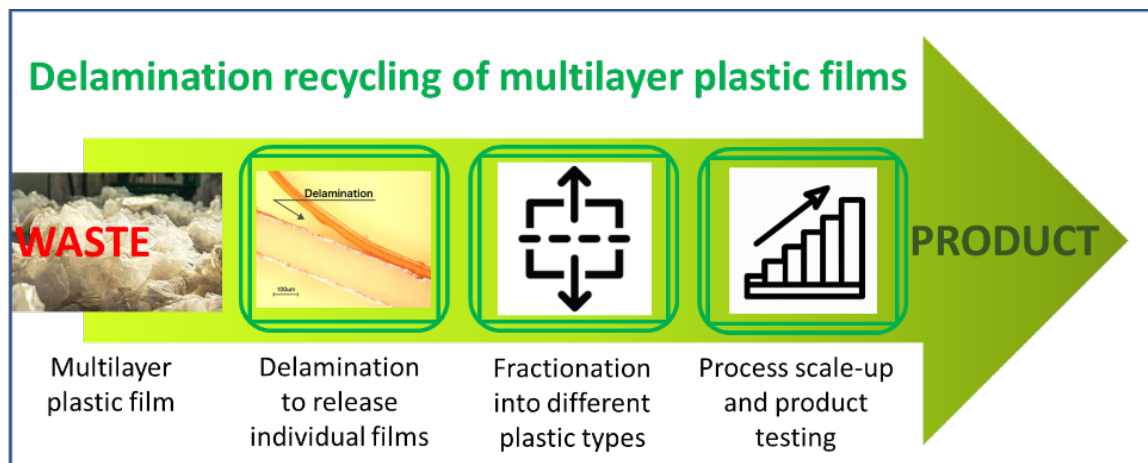 Delamination recycling of multilayer plastic films
WASTE
Delamination
100um
PRODUCT
Multilayer
plastic film
Delamination
to release
individual films
Fractionation
into different
plastic types
Process scale-up
and product
testing